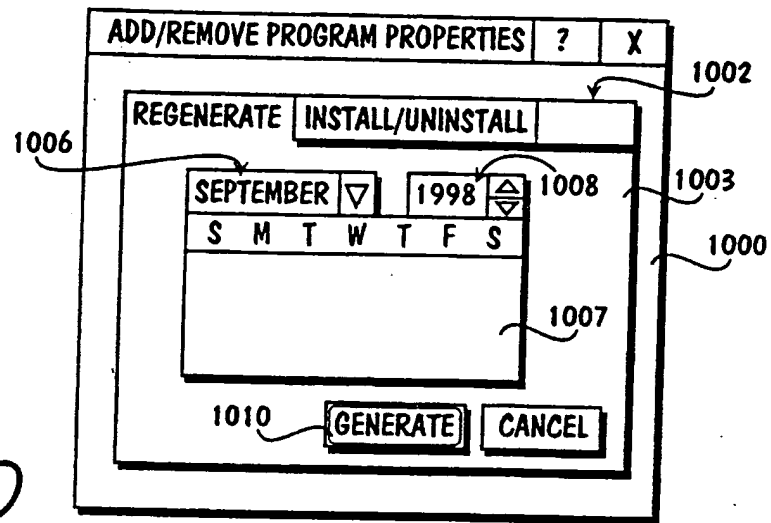 ADD/REMOVE PROGRAM PROPERTIES ? X
1002
REGENERATE INSTALL/UNINSTALL
1006
SEPTEMBER 1998 1008 1003
1000
S M T W T F S
1007
1010 GENERATE CANCEL